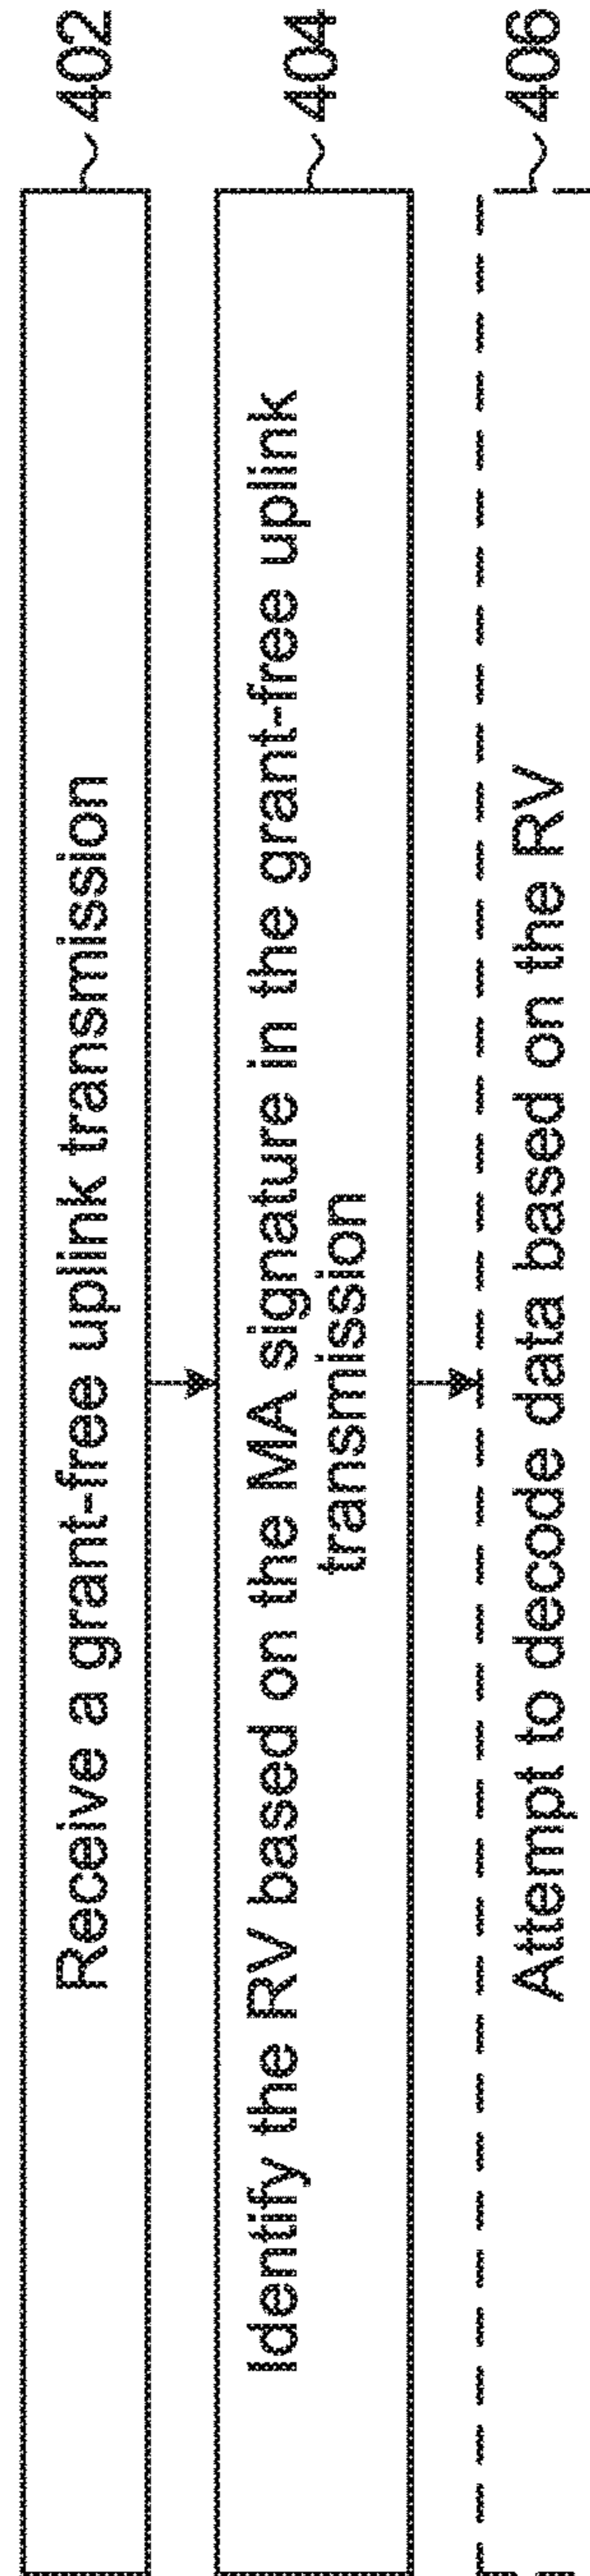 Receive a grant-free uplink transmission
402
Identify the RV based on the MA signature in the grant-free uplink
transmission
404
Attempt to decode data based on the RV
406